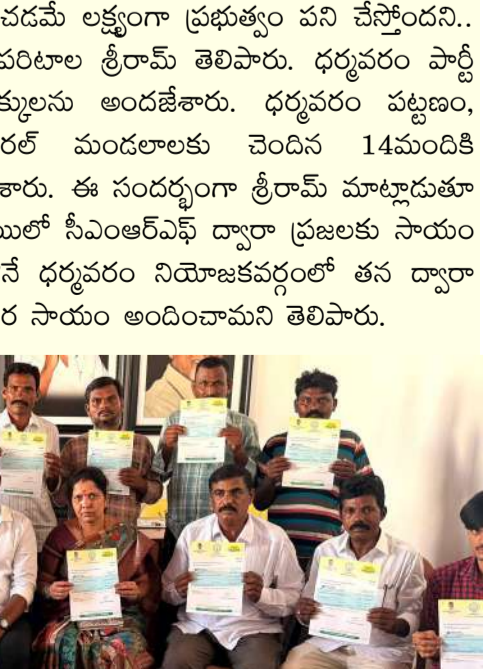 చడమే లక్ష్యంగా ప్రభుత్వం పని చేస్తోందని..
పరిటాల శ్రీరామ్ తెలిపారు. ధర్మవరం పార్టీ
క్కులను అందజేశారు. ధర్మవరం పట్టణం,
రల్ మండలాలకు చెందిన 14మందికి
శారు. ఈ సందర్భంగా శ్రీరామ్ మాట్లాడుతూ
యిలో సీఎంఆర్ఎఫ్ ద్వారా ప్రజలకు సాయం
నే ధర్మవరం నియోజకవర్గంలో తన ద్వారా
ర సాయం అందించామని తెలిపారు.